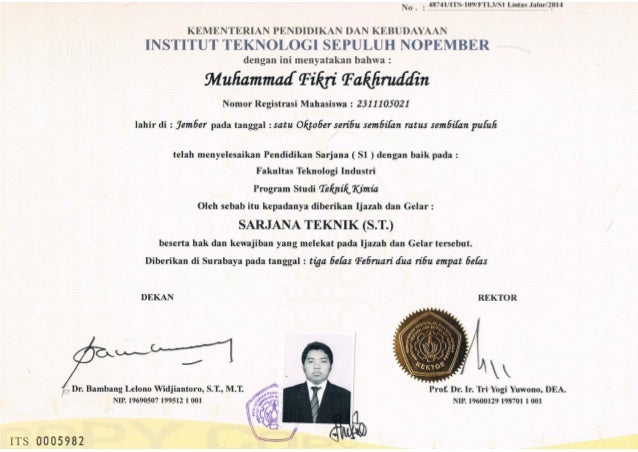 No. : 48741/ITS-109/FTI.3/S1 Lintas Jalur/2014
KEMENTERIAN PENDIDIKAN DAN KEBUDAYAAN
INSTITUT TEKNOLOGI SEPULUH NOPEMBER
dengan ini menyatakan bahwa :
Muhammad Fikri Fakhruddin
Nomor Registrasi Mahasiswa : 2311105021
lahir di : Jember pada tanggal : satu Oktober seribu sembilan ratus sembilan puluh
telah menyelesaikan Pendidikan Sarjana ( S1 ) dengan baik pada :
Fakultas Teknologi Industri
Program Studi Teknik Kimia
Oleh sebab itu kepadanya diberikan Ijazah dan Gelar :
SARJANA TEKNIK (S.T.)
beserta hak dan kewajiban yang melekat pada Ijazah dan Gelar tersebut.
Diberikan di Surabaya pada tanggal : tiga belas Februari dua ribu empat belas
DEKAN
REKTOR
REKTOR
Dr. Bambang Lelono Widjiantoro, S.T., M.T.
NIP. 19690507 199512 1 001
Prof. Dr. Ir. Tri Yogi Yuwono, DEA.
NIP. 19600129 198701 1 001
ITS 0005982